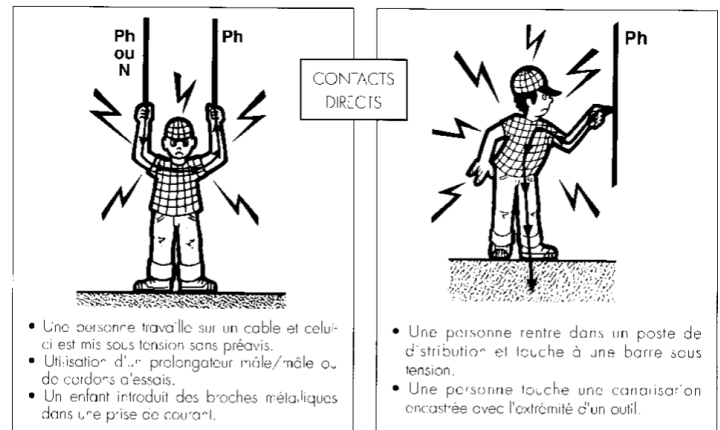 Ph
ou
N
Ph
CONTACTS
DIRECTS
Ph
• Une personne travaille sur un cable et celui-
ci est mis sous tension sans préavis.
• Utilisation d'un prolongateur mâle/mâle ou
de cordons d'essais.
• Un enfant introduit des broches métalliques
dans une prise de courant.
• Une personne rentre dans un poste de
distribution et touche à une barre sous
tension.
• Une personne touche une canalisation
encastrée avec l'extrémité d'un outil.